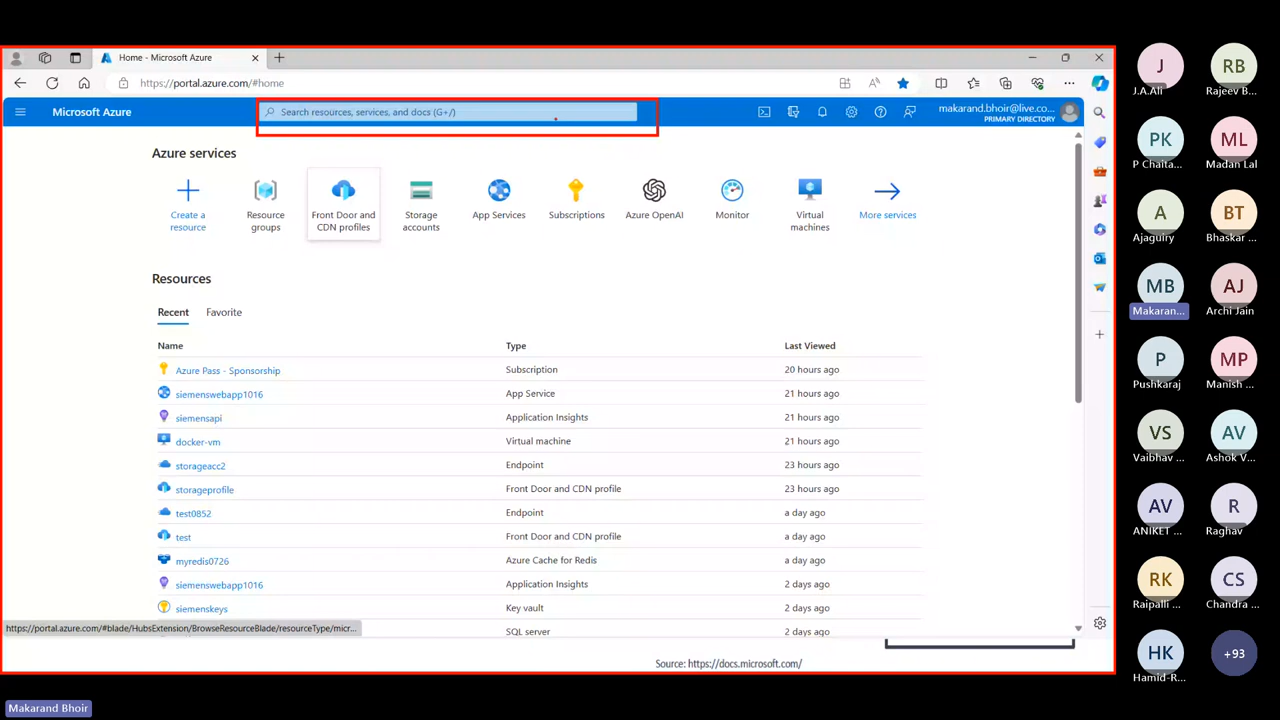 Home - Microsoft Azure
https://portal.azure.com/#home
Microsoft Azure
Search resources, services, and docs (G+/)
makarand.bhoir@live.co...
PRIMARY DIRECTORY
Azure services
Create a resource
Resource groups
Front Door and CDN profiles
Storage accounts
App Services
Subscriptions
Azure OpenAI
Monitor
Virtual machines
More services
Resources
Recent Favorite
Name Type Last Viewed
Azure Pass - Sponsorship Subscription 20 hours ago
siemenswebapp1016 App Service 21 hours ago
siemensapi Application Insights 21 hours ago
docker-vm Virtual machine 21 hours ago
storageacc2 Endpoint 23 hours ago
storageprofile Front Door and CDN profile 23 hours ago
test0852 Endpoint a day ago
test Front Door and CDN profile a day ago
myredis0726 Azure Cache for Redis a day ago
siemenswebapp1016 Application Insights 2 days ago
siemenskeys Key vault 2 days ago
SQL server 2 days ago
https://portal.azure.com/#blade/HubsExtension/BrowseResourceBlade/resourceType/micr...
Source: https://docs.microsoft.com/
Makarand Bhoir
J RB
J.A.Ali Rajeev B...
PK ML
P Chaita... Madan Lal
A BT
Ajaguiry Bhaskar ...
MB AJ
Makaran... Archi Jain
P MP
Pushkaraj Manish ...
VS AV
Vaibhav ... Ashok V...
AV R
ANIKET ... Raghav
RK CS
Raipalli ... Chandra ...
HK +93
Hamid-R...